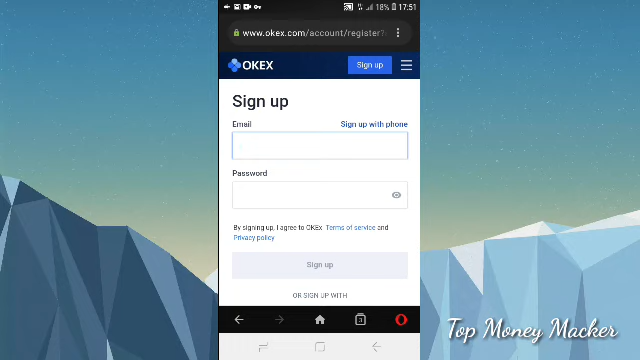 18% 17:51
www.okex.com/account/register?
OKEX Sign up
Sign up
Email Sign up with phone
Password
By signing up, I agree to OKEx Terms of service and
Privacy policy
Sign up
OR SIGN UP WITH
3
Top Money Macker